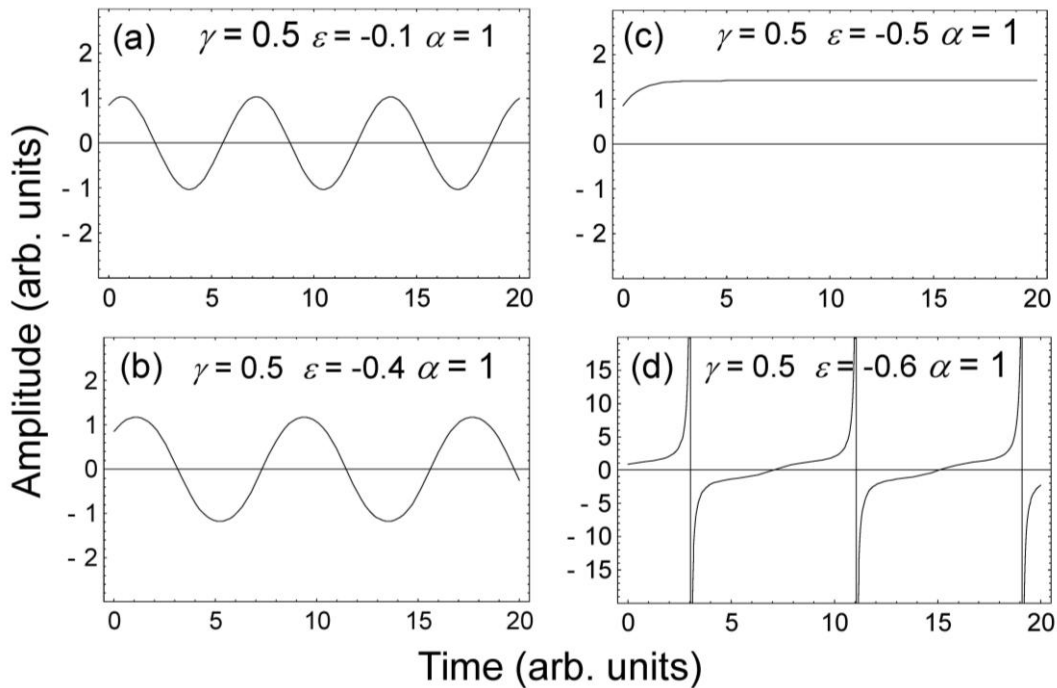 Amplitude (arb. units)
(a) γ = 0.5 ε = -0.1 α = 1
2
1
0
- 1
- 2
0 5 10 15 20
(b) γ = 0.5 ε = -0.4 α = 1
2
1
0
- 1
- 2
0 5 10 15 20
(c) γ = 0.5 ε = -0.5 α = 1
2
1
0
- 1
- 2
0 5 10 15 20
(d) γ = 0.5 ε = -0.6 α = 1
15
10
5
0
- 5
- 10
- 15
0 5 10 15 20
Time (arb. units)